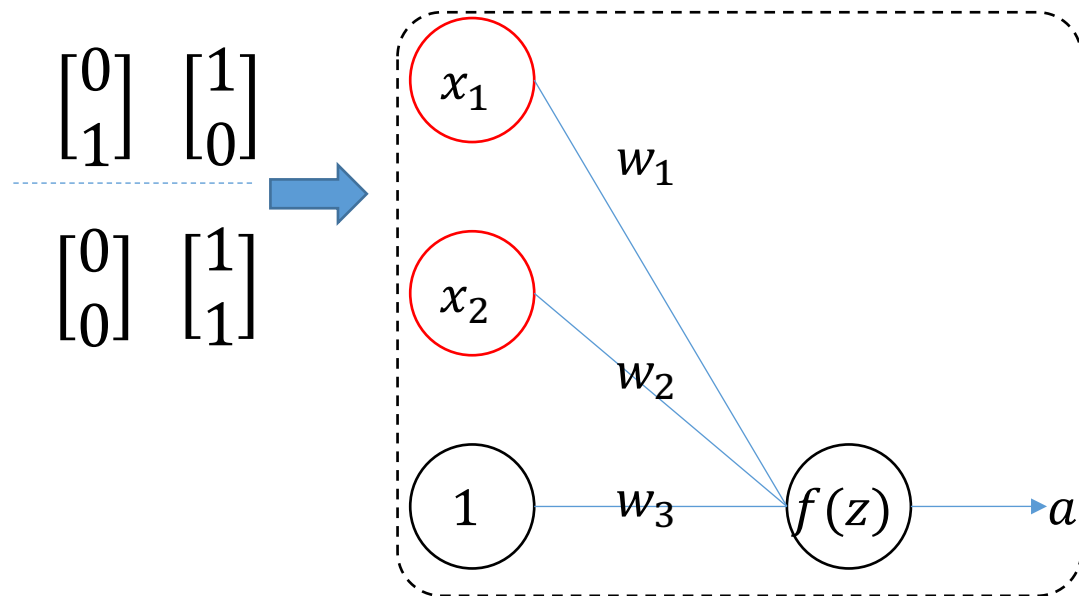 [0 1] [1 0]
[0 0] [1 1]
x₁
w₁
x₂
w₂
1
w₃
f(z)
a